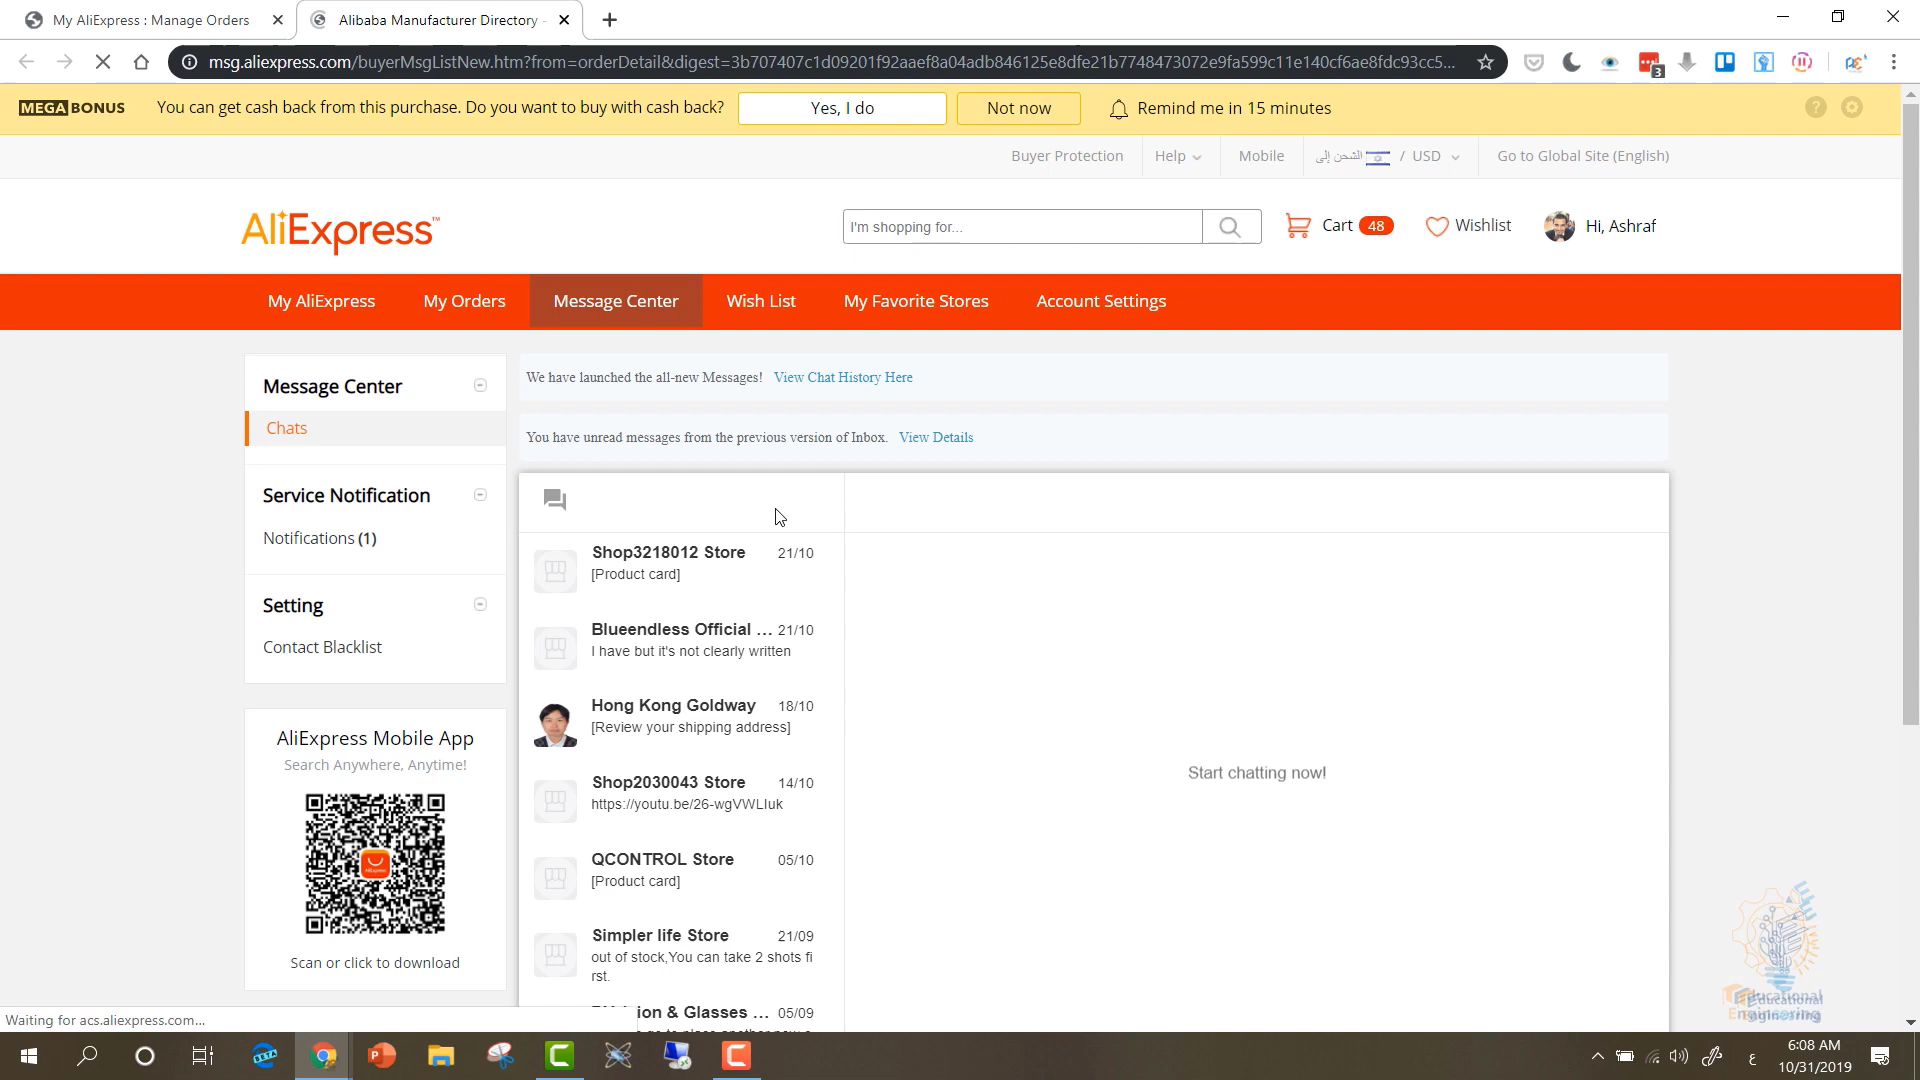 My AliExpress : Manage Orders
Alibaba Manufacturer Directory -
msg.aliexpress.com/buyerMsgListNew.htm?from=orderDetail&digest=3b707407c1d09201f92aaef8a04adb846125e8dfe21b7748473072e9fa599c11e140cf6ae8fdc93cc5...
3
MEGABONUS
You can get cash back from this purchase. Do you want to buy with cash back?
Yes, I do
Not now
Remind me in 15 minutes
Buyer Protection
Help
Mobile
الشحن إلى / USD
Go to Global Site (English)
AliExpress™
I'm shopping for...
Cart 48
Wishlist
Hi, Ashraf
My AliExpress
My Orders
Message Center
Wish List
My Favorite Stores
Account Settings
Message Center
Chats
Service Notification
Notifications (1)
Setting
Contact Blacklist
AliExpress Mobile App
Search Anywhere, Anytime!
AliExpress
Scan or click to download
We have launched the all-new Messages! View Chat History Here
You have unread messages from the previous version of Inbox. View Details
Shop3218012 Store 21/10
[Product card]
Blueendless Official ... 21/10
I have but it's not clearly written
Hong Kong Goldway 18/10
[Review your shipping address]
Shop2030043 Store 14/10
https://youtu.be/26-wgVWLIuk
QCONTROL Store 05/10
[Product card]
Simpler life Store 21/09
out of stock,You can take 2 shots fi
rst.
ion & Glasses ... 05/09
Start chatting now!
Educational
Engineering
Waiting for acs.aliexpress.com...
BETA
ع
6:08 AM
10/31/2019